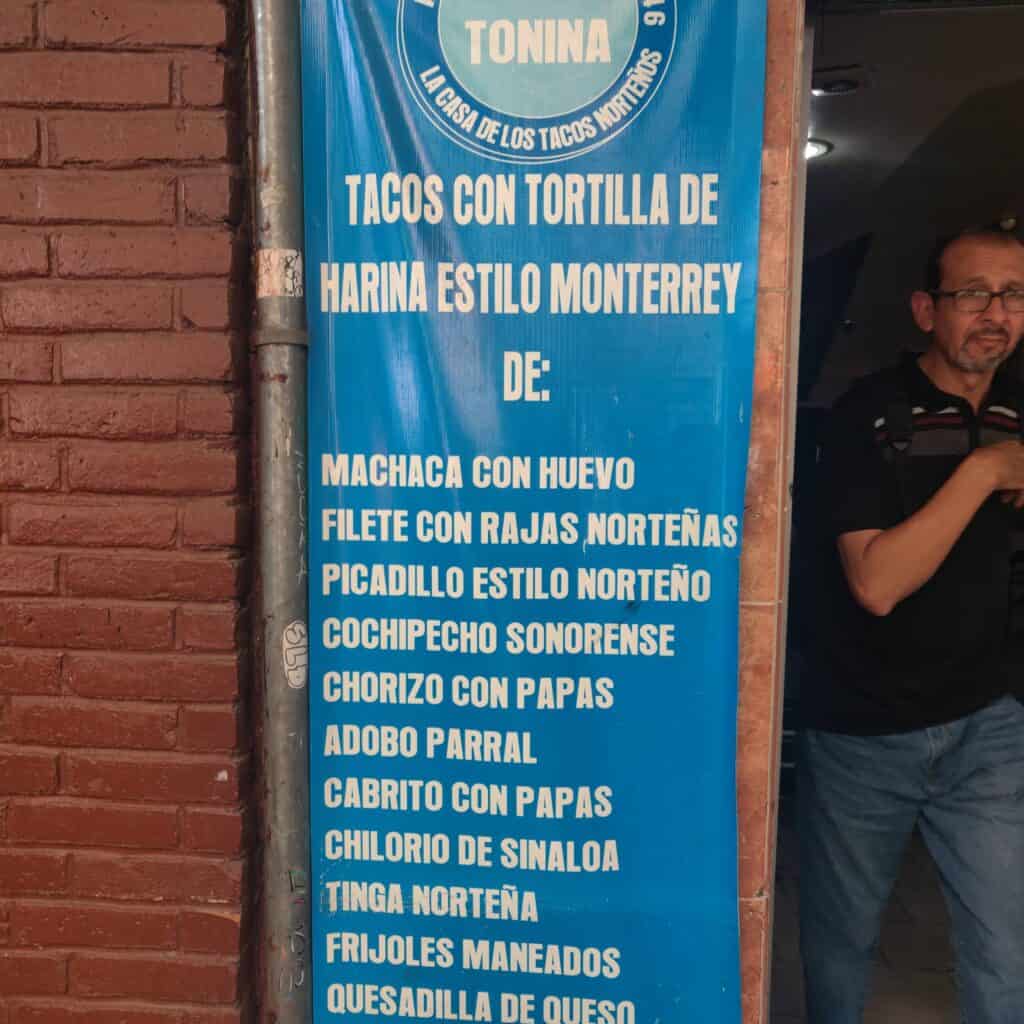 TONINA
LA CASA DE LOS TACOS NORTEÑOS
TACOS CON TORTILLA DE
HARINA ESTILO MONTERREY
DE:
MACHACA CON HUEVO
FILETE CON RAJAS NORTEÑAS
PICADILLO ESTILO NORTEÑO
COCHIPECHO SONORENSE
CHORIZO CON PAPAS
ADOBO PARRAL
CABRITO CON PAPAS
CHILORIO DE SINALOA
TINGA NORTEÑA
FRIJOLES MANEADOS
QUESADILLA DE QUESO